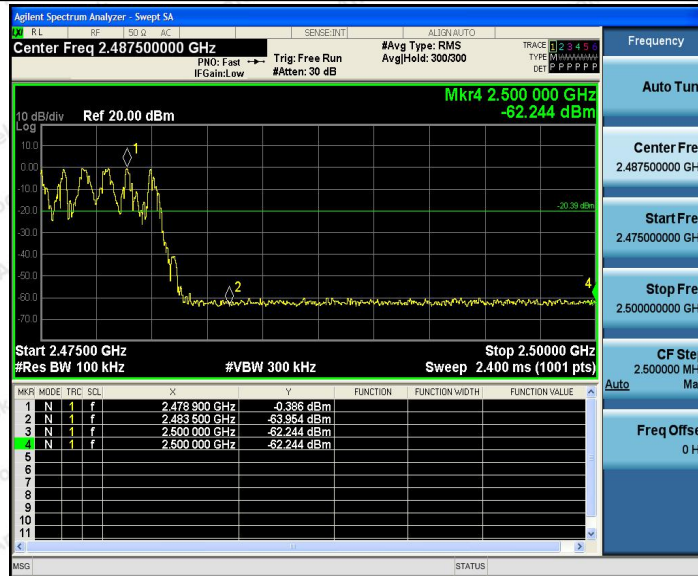 Agilent Spectrum Analyzer - Swept SA
RL RF 50 Ω AC SENSE:INT ALIGN AUTO
Center Freq 2.487500000 GHz #Avg Type: RMS TRACE 1 2 3 4 5 6
PNO: Fast Trig: Free Run Avg|Hold: 300/300 TYPE M
IFGain:Low #Atten: 30 dB DET P P P P P P
Mkr4 2.500 000 GHz
10 dB/div Ref 20.00 dBm -62.244 dBm
Log
10.0
1
0.00
-10.0
-20.0
-20.39 dBm
-30.0
-40.0
-50.0
2 4
-60.0
-70.0
Start 2.47500 GHz Stop 2.50000 GHz
#Res BW 100 kHz #VBW 300 kHz Sweep 2.400 ms (1001 pts)
MKR MODE TRC SCL X Y FUNCTION FUNCTION WIDTH FUNCTION VALUE
1 N 1 f 2.478 900 GHz -0.386 dBm
2 N 1 f 2.483 500 GHz -63.954 dBm
3 N 1 f 2.500 000 GHz -62.244 dBm
4 N 1 f 2.500 000 GHz -62.244 dBm
5
6
7
8
9
10
11
MSG STATUS
Frequency
Auto Tun
Center Fre
2.487500000 GH
Start Fre
2.475000000 GH
Stop Fre
2.500000000 GH
CF Ste
2.500000 MH
Auto Ma
Freq Offse
0 H